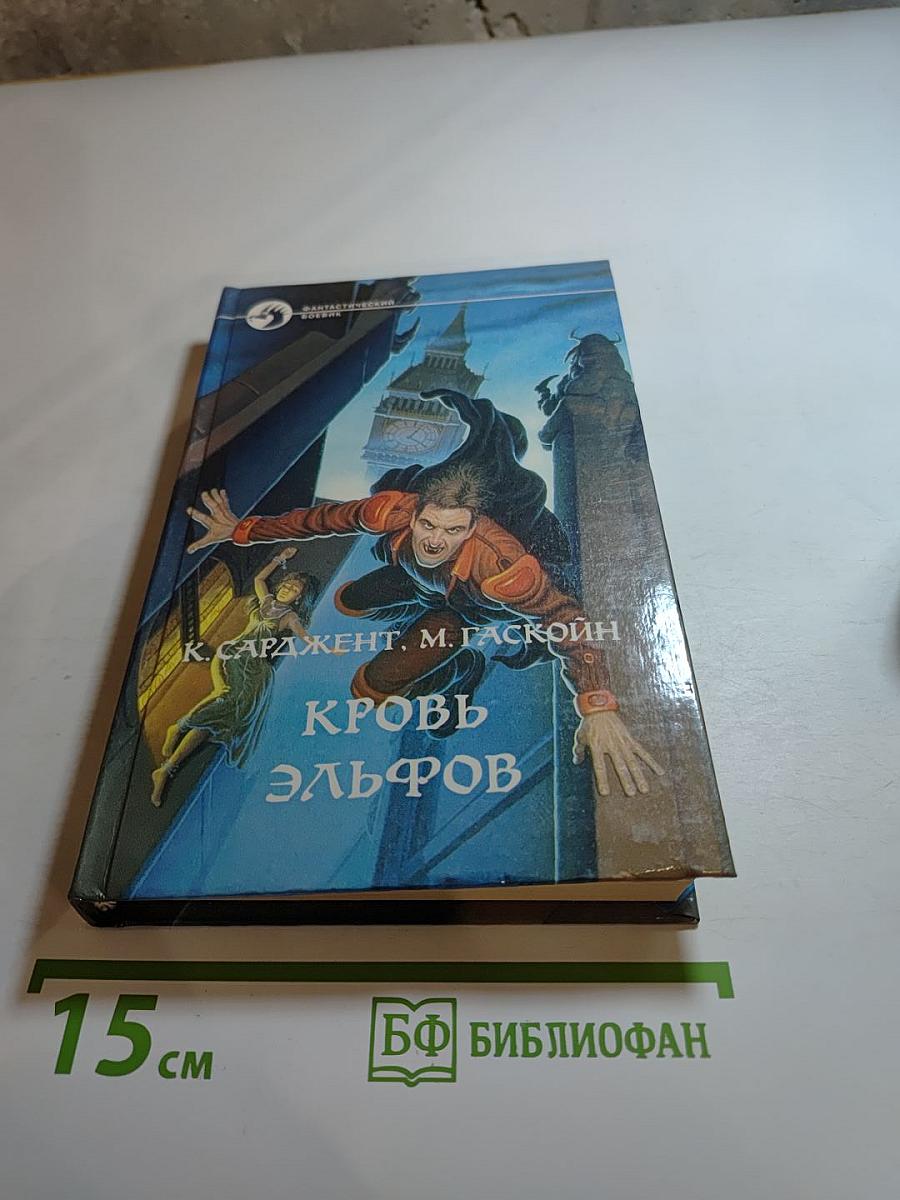 ФАНТАСТИЧЕСКИЙ
БОЕВИК
К. САРДЖЕНТ, М. ГАСКОЙН
КРОВЬ
ЭЛЬФОВ
15 см
БФ БИБЛИОФАН